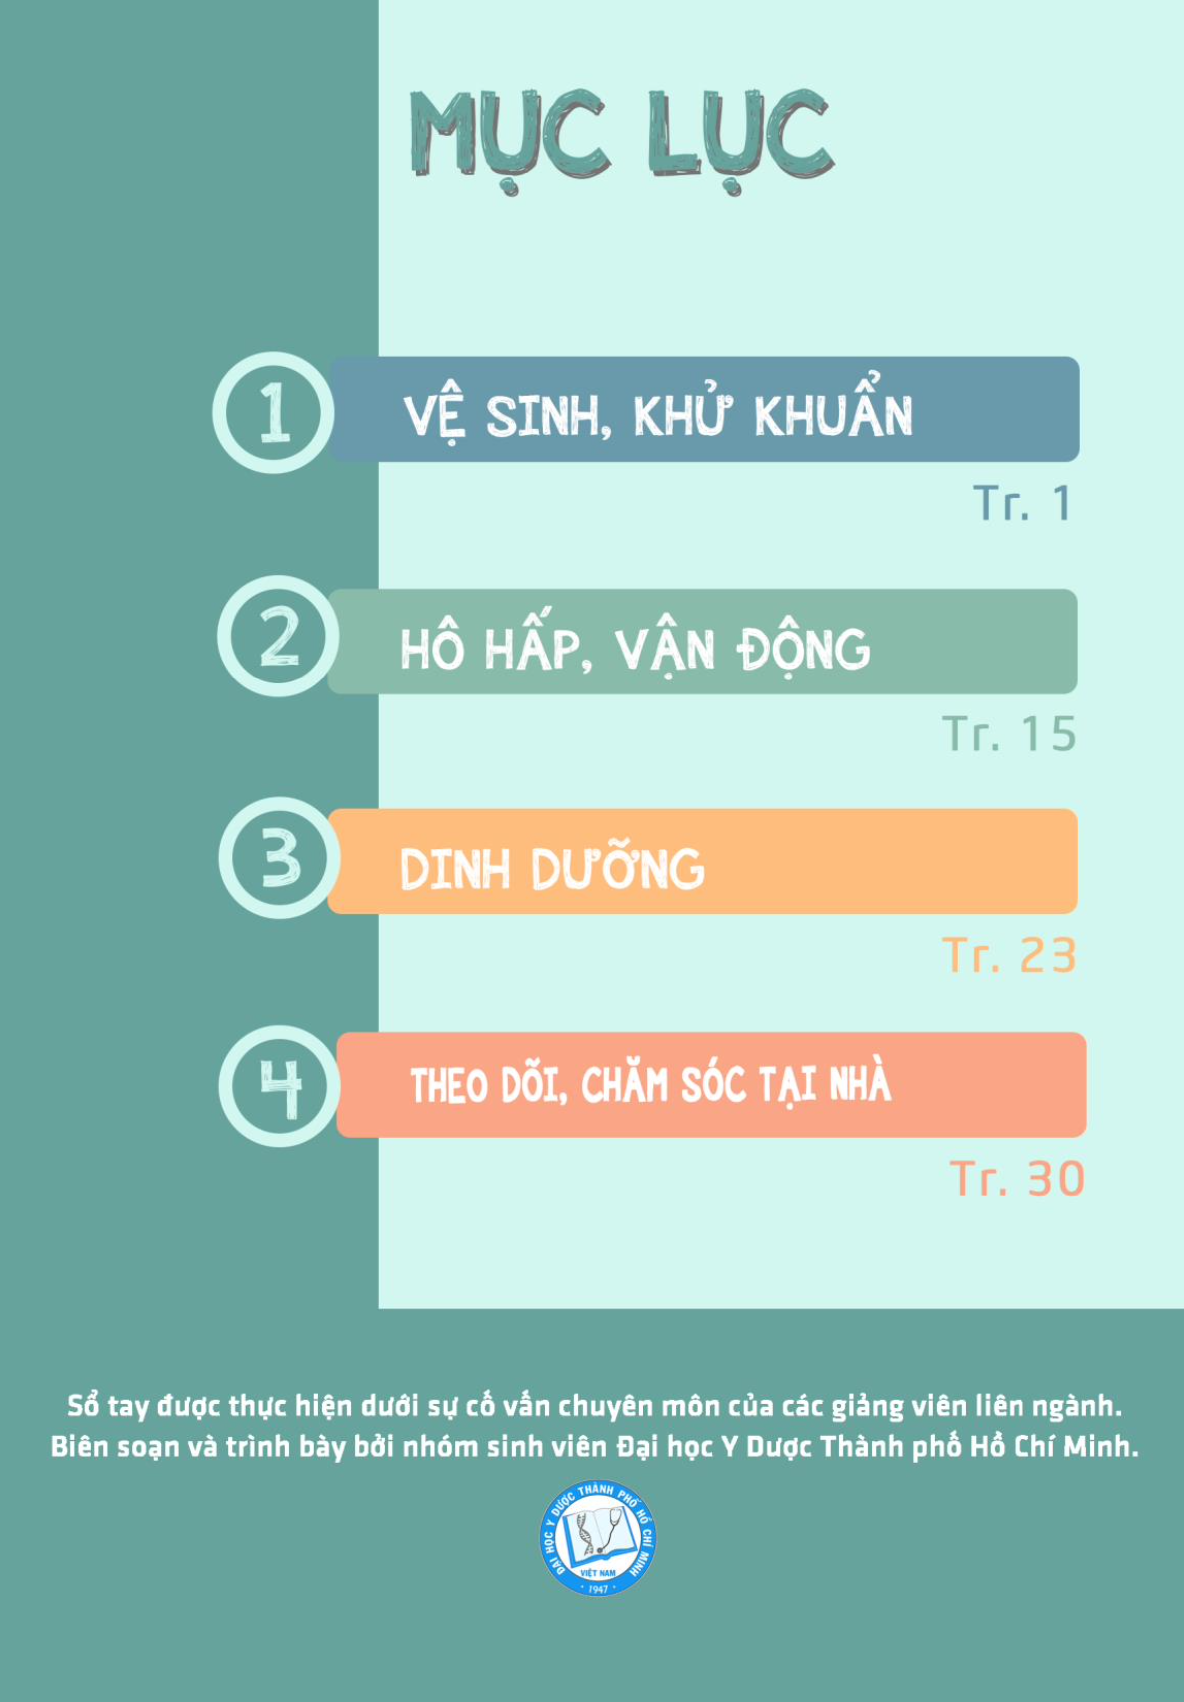 MỤC LỤC
1
VỆ SINH, KHỬ KHUẨN
Tr. 1
2
HÔ HẤP, VẬN ĐỘNG
Tr. 15
3
DINH DƯỠNG
Tr. 23
4
THEO DÕI, CHĂM SÓC TẠI NHÀ
Tr. 30
Sổ tay được thực hiện dưới sự cố vấn chuyên môn của các giảng viên liên ngành.
Biên soạn và trình bày bởi nhóm sinh viên Đại học Y Dược Thành phố Hồ Chí Minh.
ĐẠI HỌC Y DƯỢC THÀNH PHỐ HỒ CHÍ MINH
VIỆT NAM
· 1947 ·